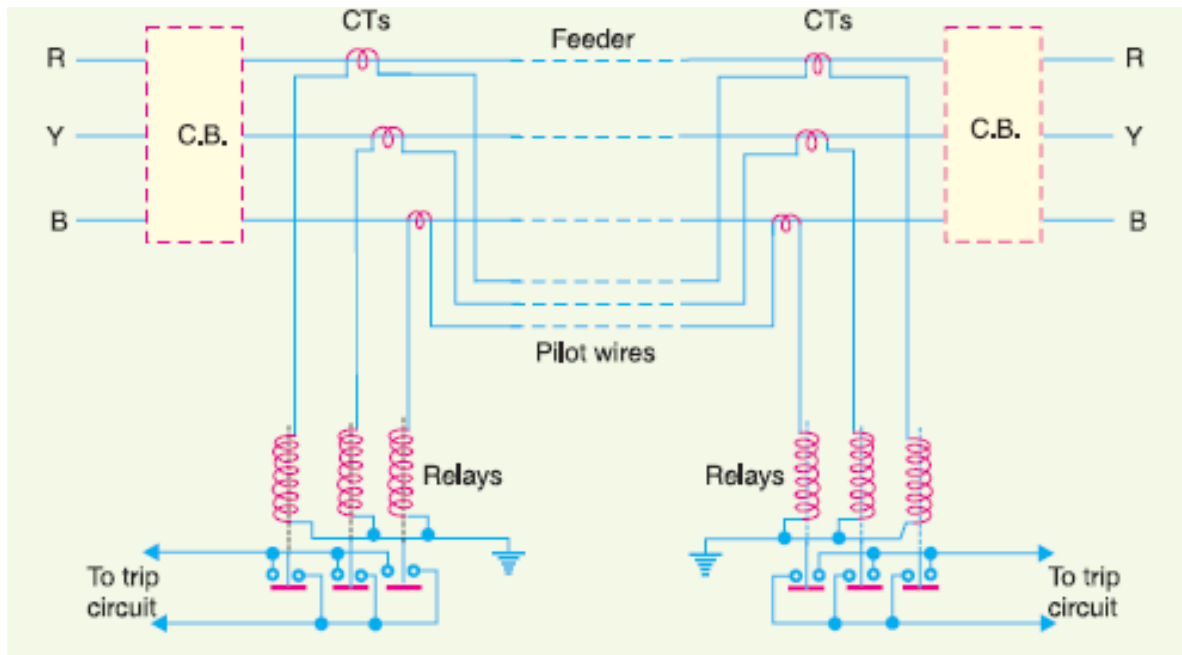 CTs
CTs
R
Feeder
R
Y
C.B.
C.B.
Y
B
B
Pilot wires
Relays
Relays
To trip
circuit
To trip
circuit